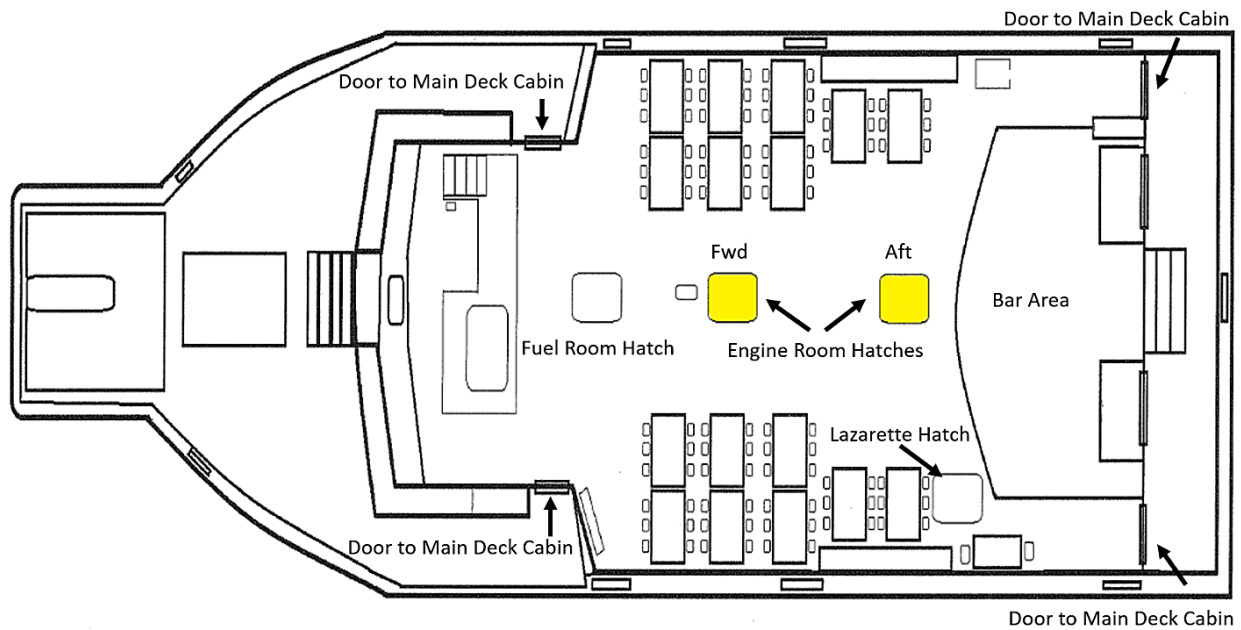 Door to Main Deck Cabin
Door to Main Deck Cabin
Fwd
Aft
Bar Area
Fuel Room Hatch
Engine Room Hatches
Lazarette Hatch
Door to Main Deck Cabin
Door to Main Deck Cabin